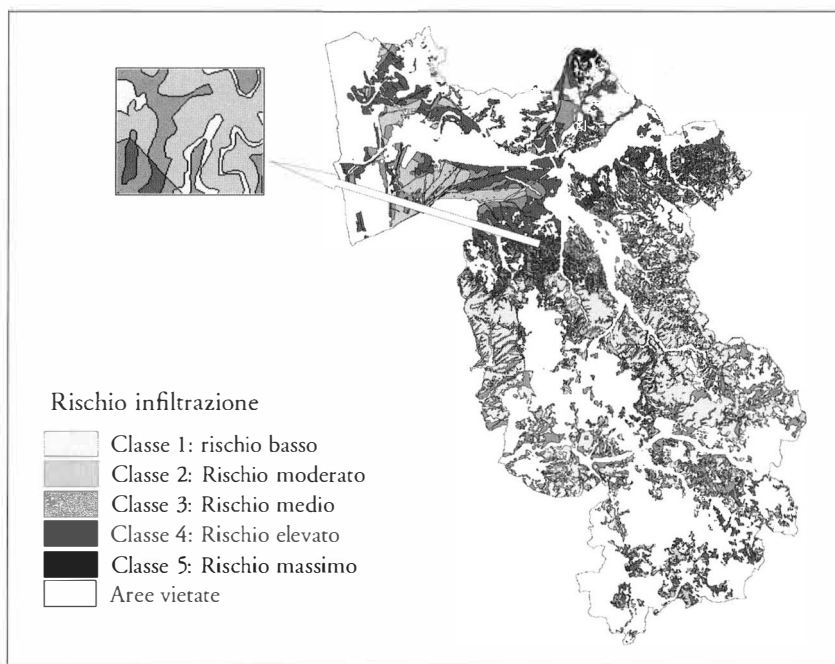 Rischio infiltrazione
Classe 1: rischio basso
Classe 2: Rischio moderato
Classe 3: Rischio medio
Classe 4: Rischio elevato
Classe 5: Rischio massimo
Aree vietate